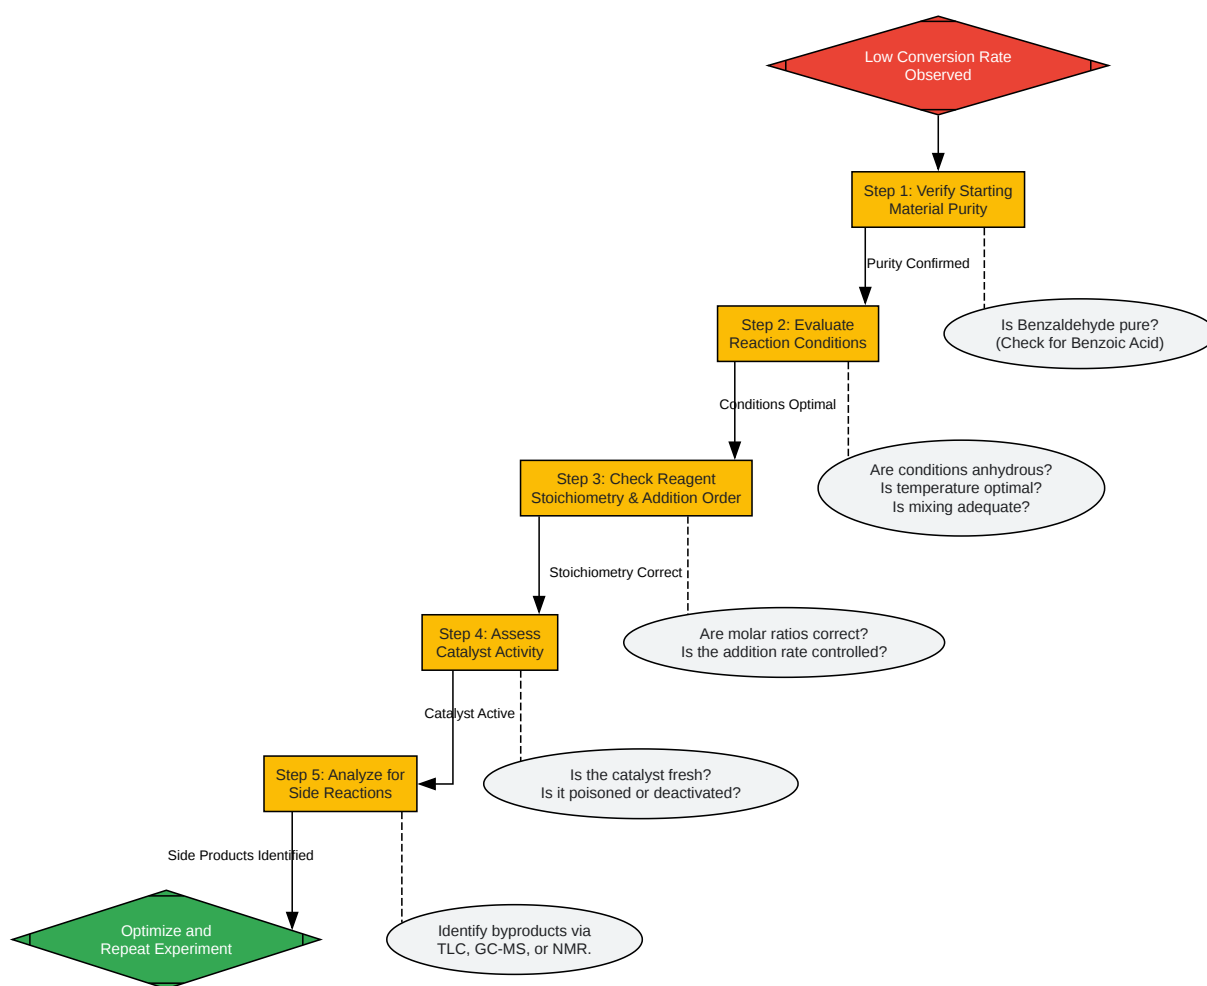 Low Conversion Rate
Observed
Step 1: Verify Starting
Material Purity
Purity Confirmed
Is Benzaldehyde pure?
(Check for Benzoic Acid)
Step 2: Evaluate
Reaction Conditions
Conditions Optimal
Are conditions anhydrous?
Is temperature optimal?
Is mixing adequate?
Step 3: Check Reagent
Stoichiometry & Addition Order
Stoichiometry Correct
Are molar ratios correct?
Is the addition rate controlled?
Step 4: Assess
Catalyst Activity
Catalyst Active
Is the catalyst fresh?
Is it poisoned or deactivated?
Step 5: Analyze for
Side Reactions
Side Products Identified
Identify byproducts via
TLC, GC-MS, or NMR.
Optimize and
Repeat Experiment